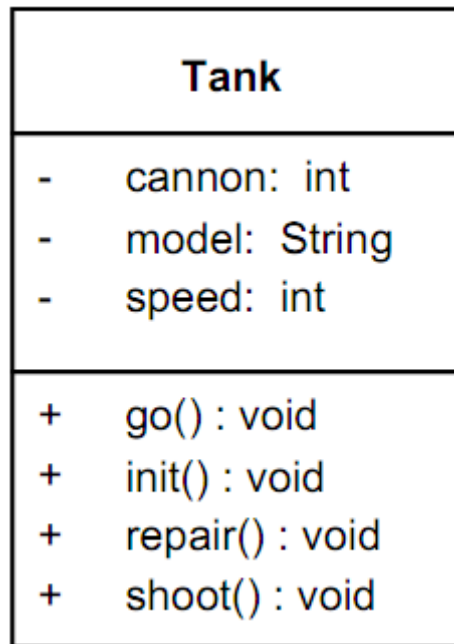 Tank
- cannon: int
- model: String
- speed: int
+ go() : void
+ init() : void
+ repair() : void
+ shoot() : void